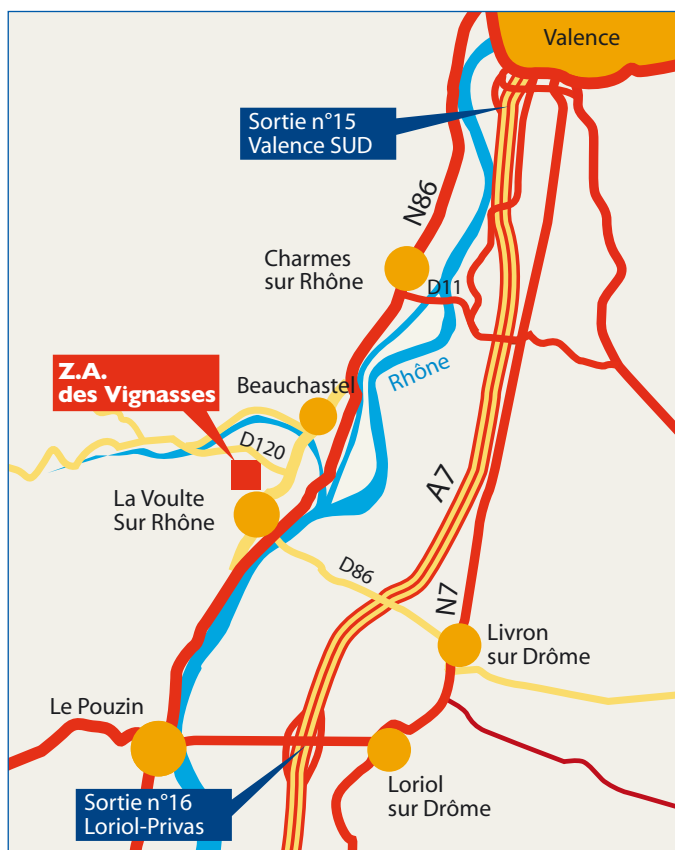 Valence
Sortie n°15
Valence SUD
N86
Charmes
sur Rhône
D11
Rhône
Z.A.
des Vignasses
Beauchastel
D120
A7
La Voulte
Sur Rhône
D86
N7
Livron
sur Drôme
Le Pouzin
Loriol
sur Drôme
Sortie n°16
Loriol-Privas